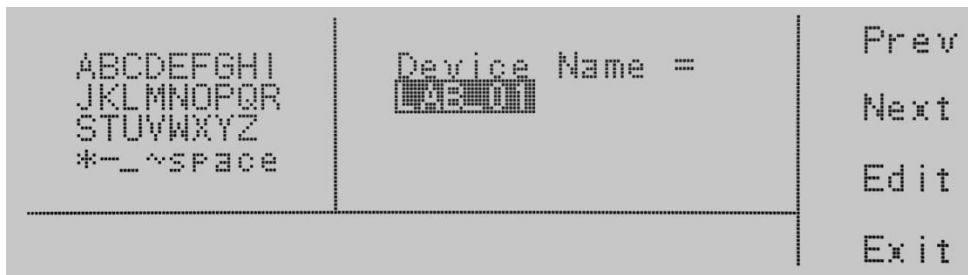 ABCDEFGHI
JKLMNOPQR
STUVWXYZ
*-_~space
Device Name =
LAB_01
Prev
Next
Edit
Exit